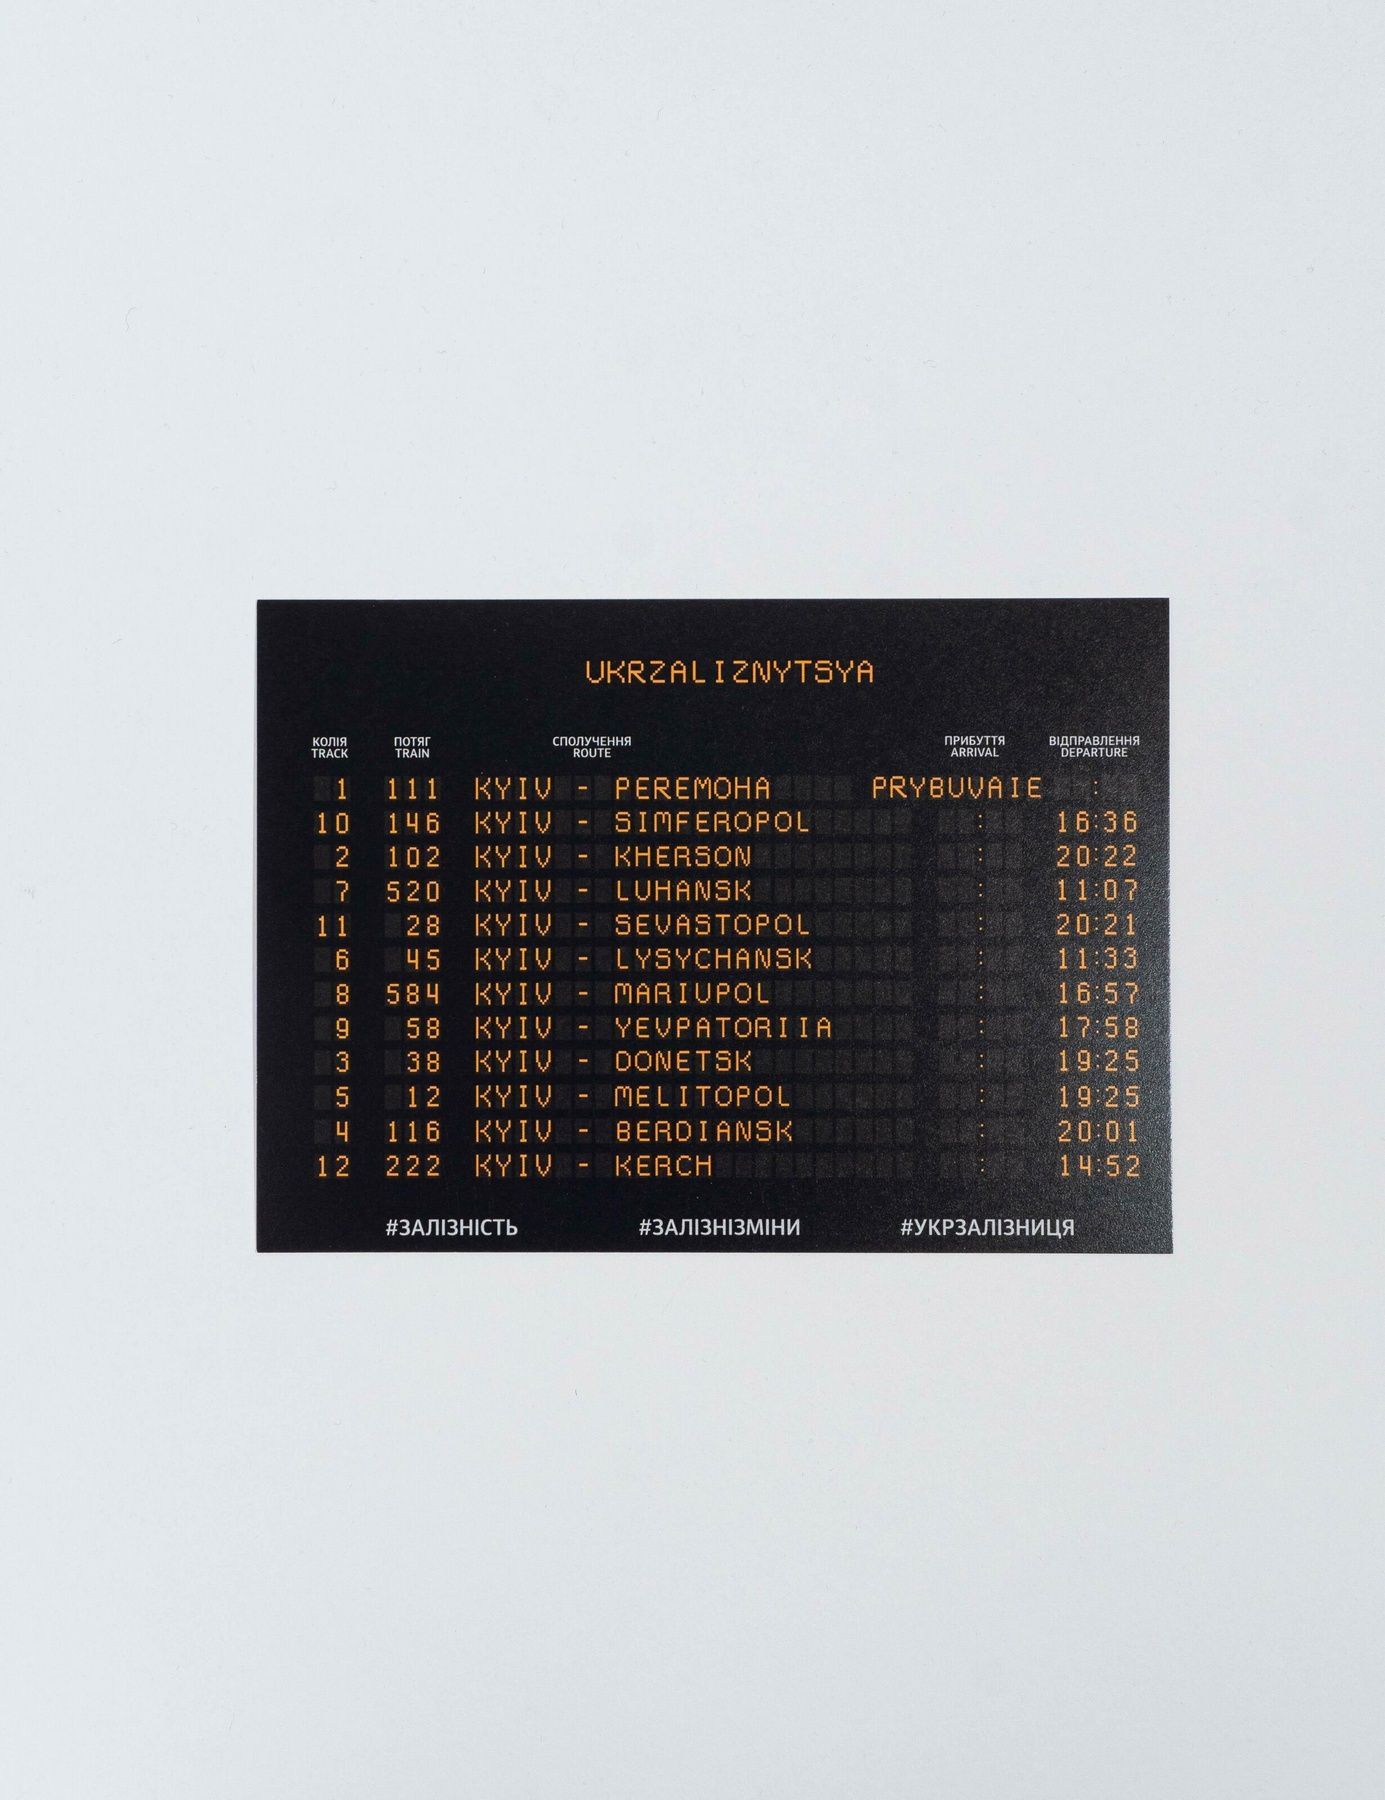 UKRZALIZNYTSYA
КОЛІЯ ПОТЯГ СПОЛУЧЕННЯ ПРИБУТТЯ ВІДПРАВЛЕННЯ
TRACK TRAIN ROUTE ARRIVAL DEPARTURE
1 111 KYIV - PEREMOHA PRYBUVAIE :
10 146 KYIV - SIMFEROPOL : 16:36
2 102 KYIV - KHERSON : 20:22
7 520 KYIV - LUHANSK : 11:07
11 28 KYIV - SEVASTOPOL : 20:21
6 45 KYIV - LYSYCHANSK : 11:33
8 584 KYIV - MARIUPOL : 16:57
9 58 KYIV - YEVPATORIIA : 17:58
3 38 KYIV - DONETSK : 19:25
5 12 KYIV - MELITOPOL : 19:25
4 116 KYIV - BERDIANSK : 20:01
12 222 KYIV - KERCH : 14:52
#ЗАЛІЗНІСТЬ #ЗАЛІЗНІЗМІНИ #УКРЗАЛІЗНИЦЯ